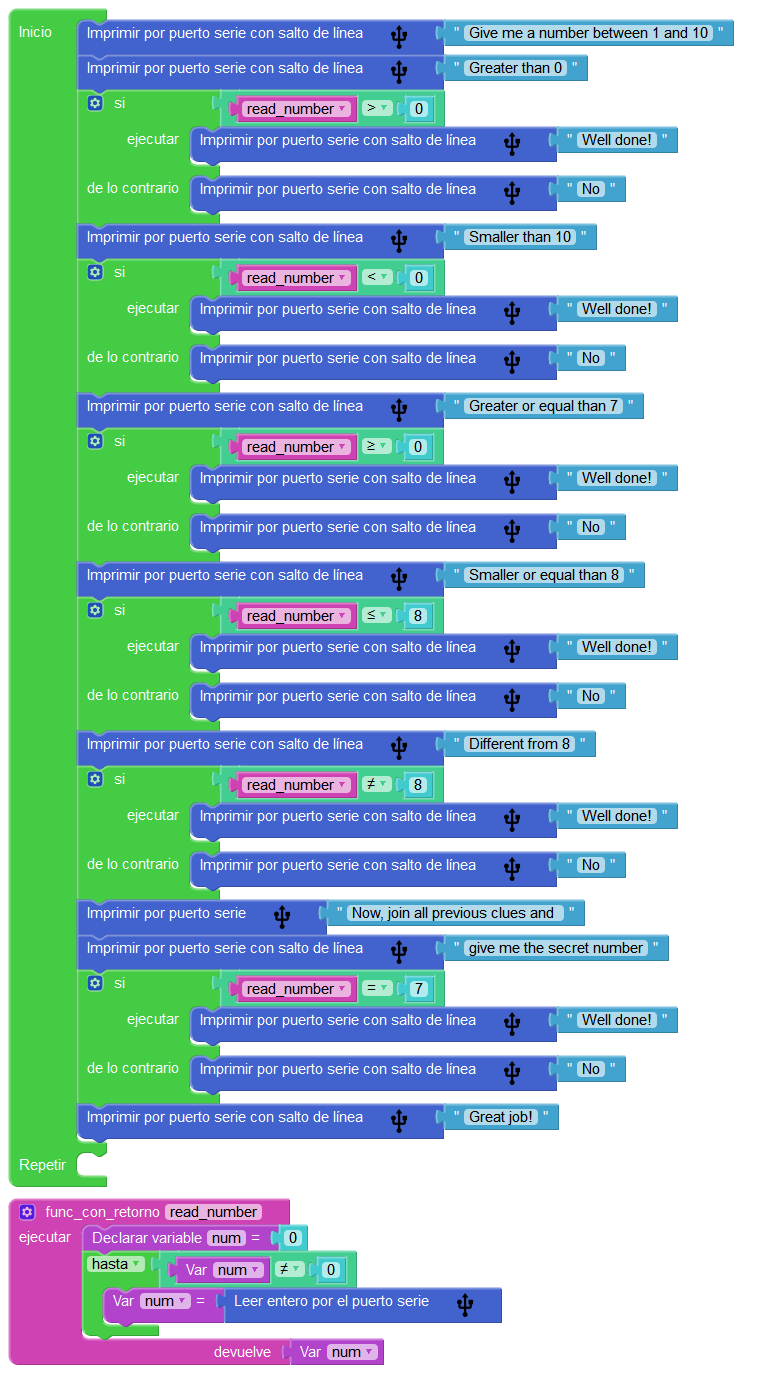 Inicio Imprimir por puerto serie con salto de línea " Give me a number between 1 and 10 "
Imprimir por puerto serie con salto de línea " Greater than 0 "
si read_number > 0
ejecutar Imprimir por puerto serie con salto de línea " Well done! "
de lo contrario Imprimir por puerto serie con salto de línea " No "
Imprimir por puerto serie con salto de línea " Smaller than 10 "
si read_number < 0
ejecutar Imprimir por puerto serie con salto de línea " Well done! "
de lo contrario Imprimir por puerto serie con salto de línea " No "
Imprimir por puerto serie con salto de línea " Greater or equal than 7 "
si read_number ≥ 0
ejecutar Imprimir por puerto serie con salto de línea " Well done! "
de lo contrario Imprimir por puerto serie con salto de línea " No "
Imprimir por puerto serie con salto de línea " Smaller or equal than 8 "
si read_number ≤ 8
ejecutar Imprimir por puerto serie con salto de línea " Well done! "
de lo contrario Imprimir por puerto serie con salto de línea " No "
Imprimir por puerto serie con salto de línea " Different from 8 "
si read_number ≠ 8
ejecutar Imprimir por puerto serie con salto de línea " Well done! "
de lo contrario Imprimir por puerto serie con salto de línea " No "
Imprimir por puerto serie " Now, join all previous clues and "
Imprimir por puerto serie con salto de línea " give me the secret number "
si read_number = 7
ejecutar Imprimir por puerto serie con salto de línea " Well done! "
de lo contrario Imprimir por puerto serie con salto de línea " No "
Imprimir por puerto serie con salto de línea " Great job! "
Repetir
func_con_retorno read_number
ejecutar Declarar variable num = 0
hasta Var num ≠ 0
Var num = Leer entero por el puerto serie
devuelve Var num